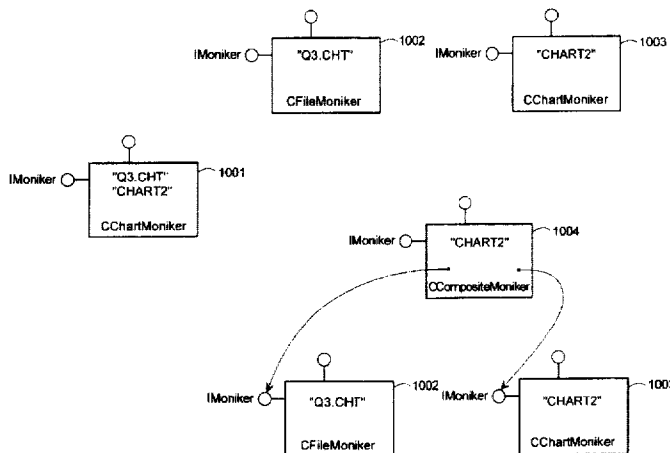 1002
IMoniker
"Q3.CHT"
CFileMoniker
1003
IMoniker
"CHART2"
CChartMoniker
1001
IMoniker
"Q3.CHT"
"CHART2"
CChartMoniker
1004
IMoniker
"CHART2"
CCompositeMoniker
1002
IMoniker
"Q3.CHT"
CFileMoniker
1003
IMoniker
"CHART2"
CChartMoniker